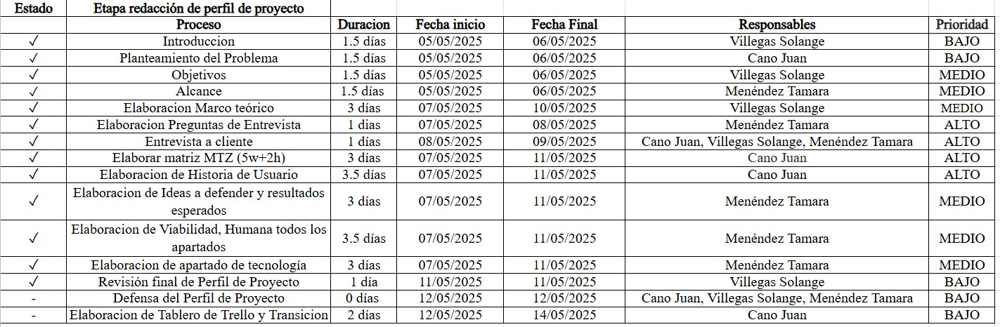 Estado Etapa redacción de perfil de proyecto
Proceso Duracion Fecha inicio Fecha Final Responsables Prioridad
✓ Introduccion 1.5 días 05/05/2025 06/05/2025 Villegas Solange BAJO
✓ Planteamiento del Problema 1.5 días 05/05/2025 06/05/2025 Cano Juan BAJO
✓ Objetivos 1.5 días 05/05/2025 06/05/2025 Villegas Solange MEDIO
✓ Alcance 1.5 días 05/05/2025 06/05/2025 Menéndez Tamara MEDIO
✓ Elaboracion Marco teórico 3 días 07/05/2025 10/05/2025 Villegas Solange MEDIO
✓ Elaboracion Preguntas de Entrevista 1 dias 07/05/2025 08/05/2025 Menéndez Tamara ALTO
✓ Entrevista a cliente 1 días 08/05/2025 09/05/2025 Cano Juan, Villegas Solange, Menéndez Tamara ALTO
✓ Elaborar matriz MTZ (5w+2h) 3 días 07/05/2025 11/05/2025 Cano Juan ALTO
✓ Elaboracion de Historia de Usuario 3.5 días 07/05/2025 11/05/2025 Cano Juan ALTO
✓ Elaboracion de Ideas a defender y resultados
esperados 3 días 07/05/2025 11/05/2025 Menéndez Tamara MEDIO
✓ Elaboracion de Viabilidad, Humana todos los
apartados 3.5 días 07/05/2025 11/05/2025 Menéndez Tamara MEDIO
✓ Elaboracion de apartado de tecnología 3 días 07/05/2025 11/05/2025 Menéndez Tamara MEDIO
✓ Revisión final de Perfil de Proyecto 1 día 11/05/2025 11/05/2025 Villegas Solange BAJO
- Defensa del Perfil de Proyecto 0 días 12/05/2025 12/05/2025 Cano Juan, Villegas Solange, Menéndez Tamara BAJO
- Elaboracion de Tablero de Trello y Transicion 2 días 12/05/2025 14/05/2025 Cano Juan BAJO